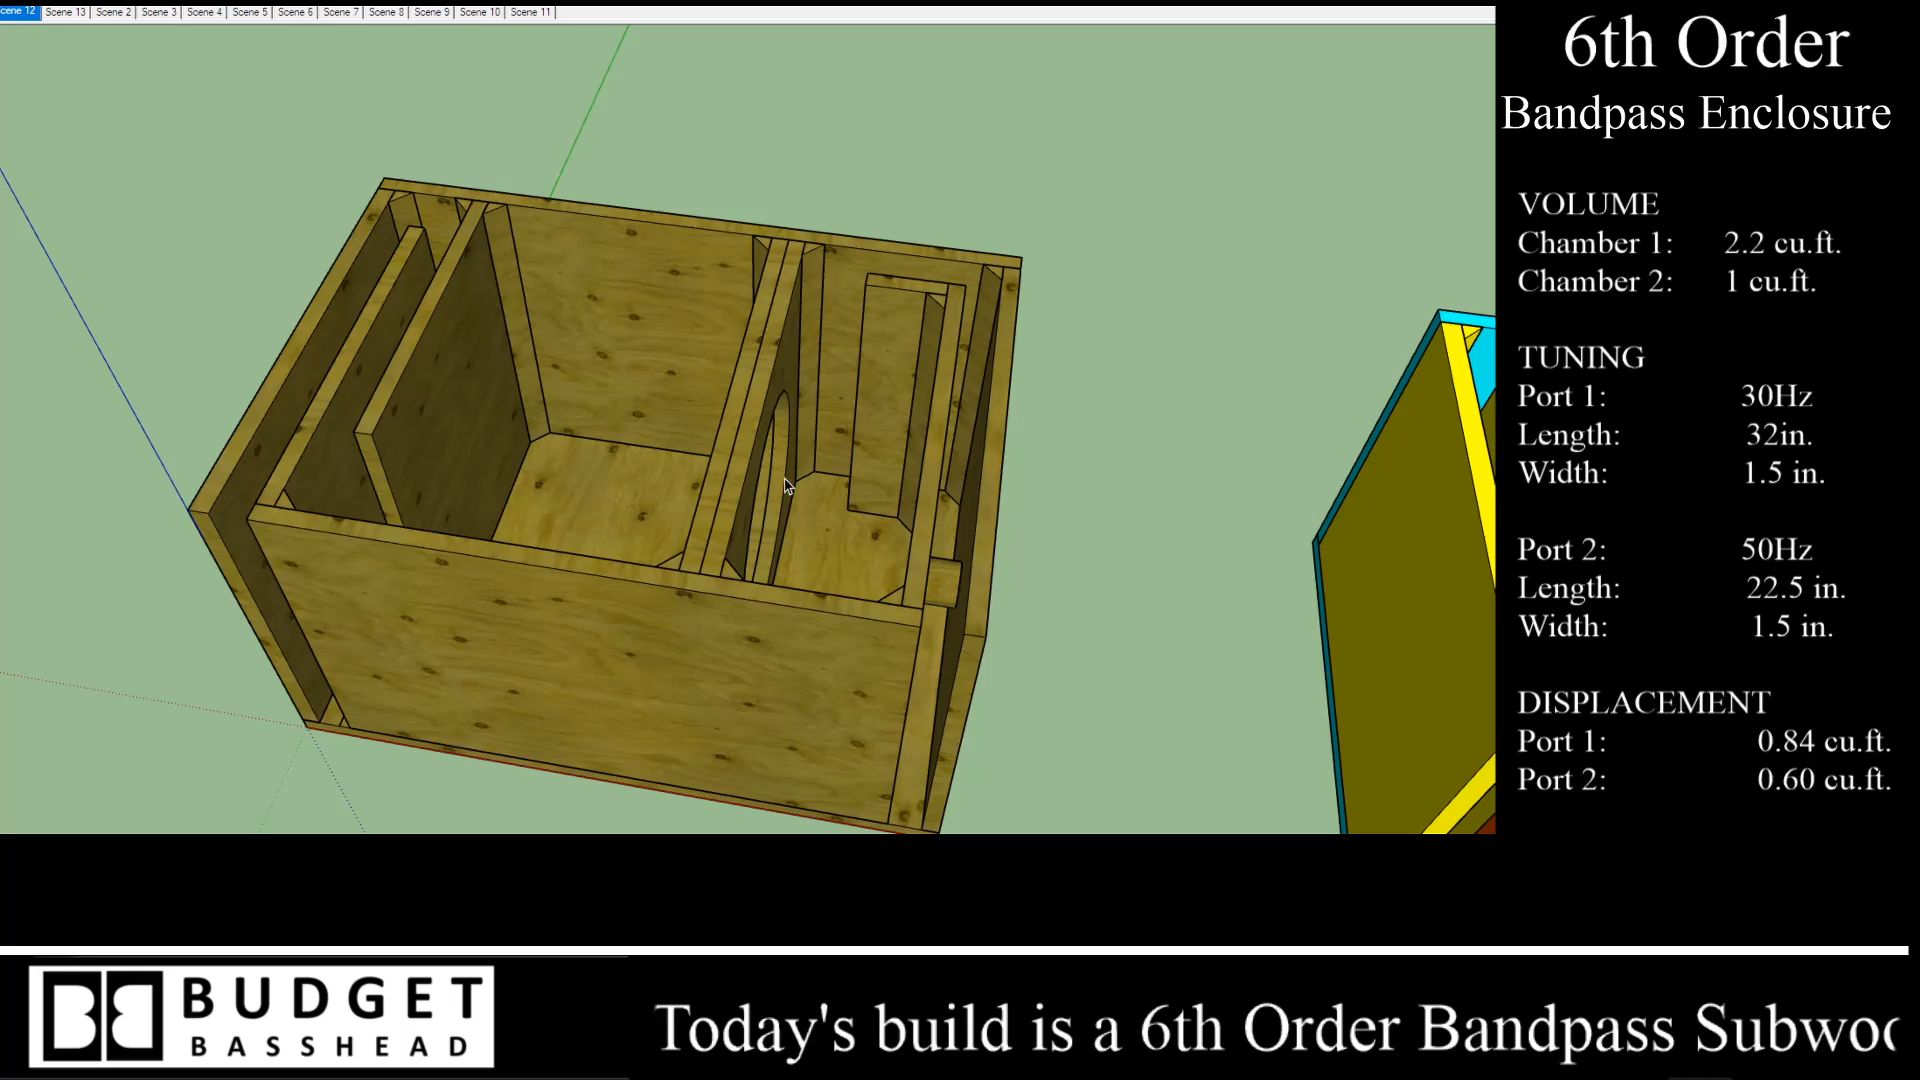 cene 12 Scene 13 Scene 2 Scene 3 Scene 4 Scene 5 Scene 6 Scene 7 Scene 8 Scene 9 Scene 10 Scene 11
6th Order
Bandpass Enclosure
VOLUME
Chamber 1: 2.2 cu.ft.
Chamber 2: 1 cu.ft.
TUNING
Port 1: 30Hz
Length: 32in.
Width: 1.5 in.
Port 2: 50Hz
Length: 22.5 in.
Width: 1.5 in.
DISPLACEMENT
Port 1: 0.84 cu.ft.
Port 2: 0.60 cu.ft.
BUDGET
BASSHEAD
Today's build is a 6th Order Bandpass Subwoo